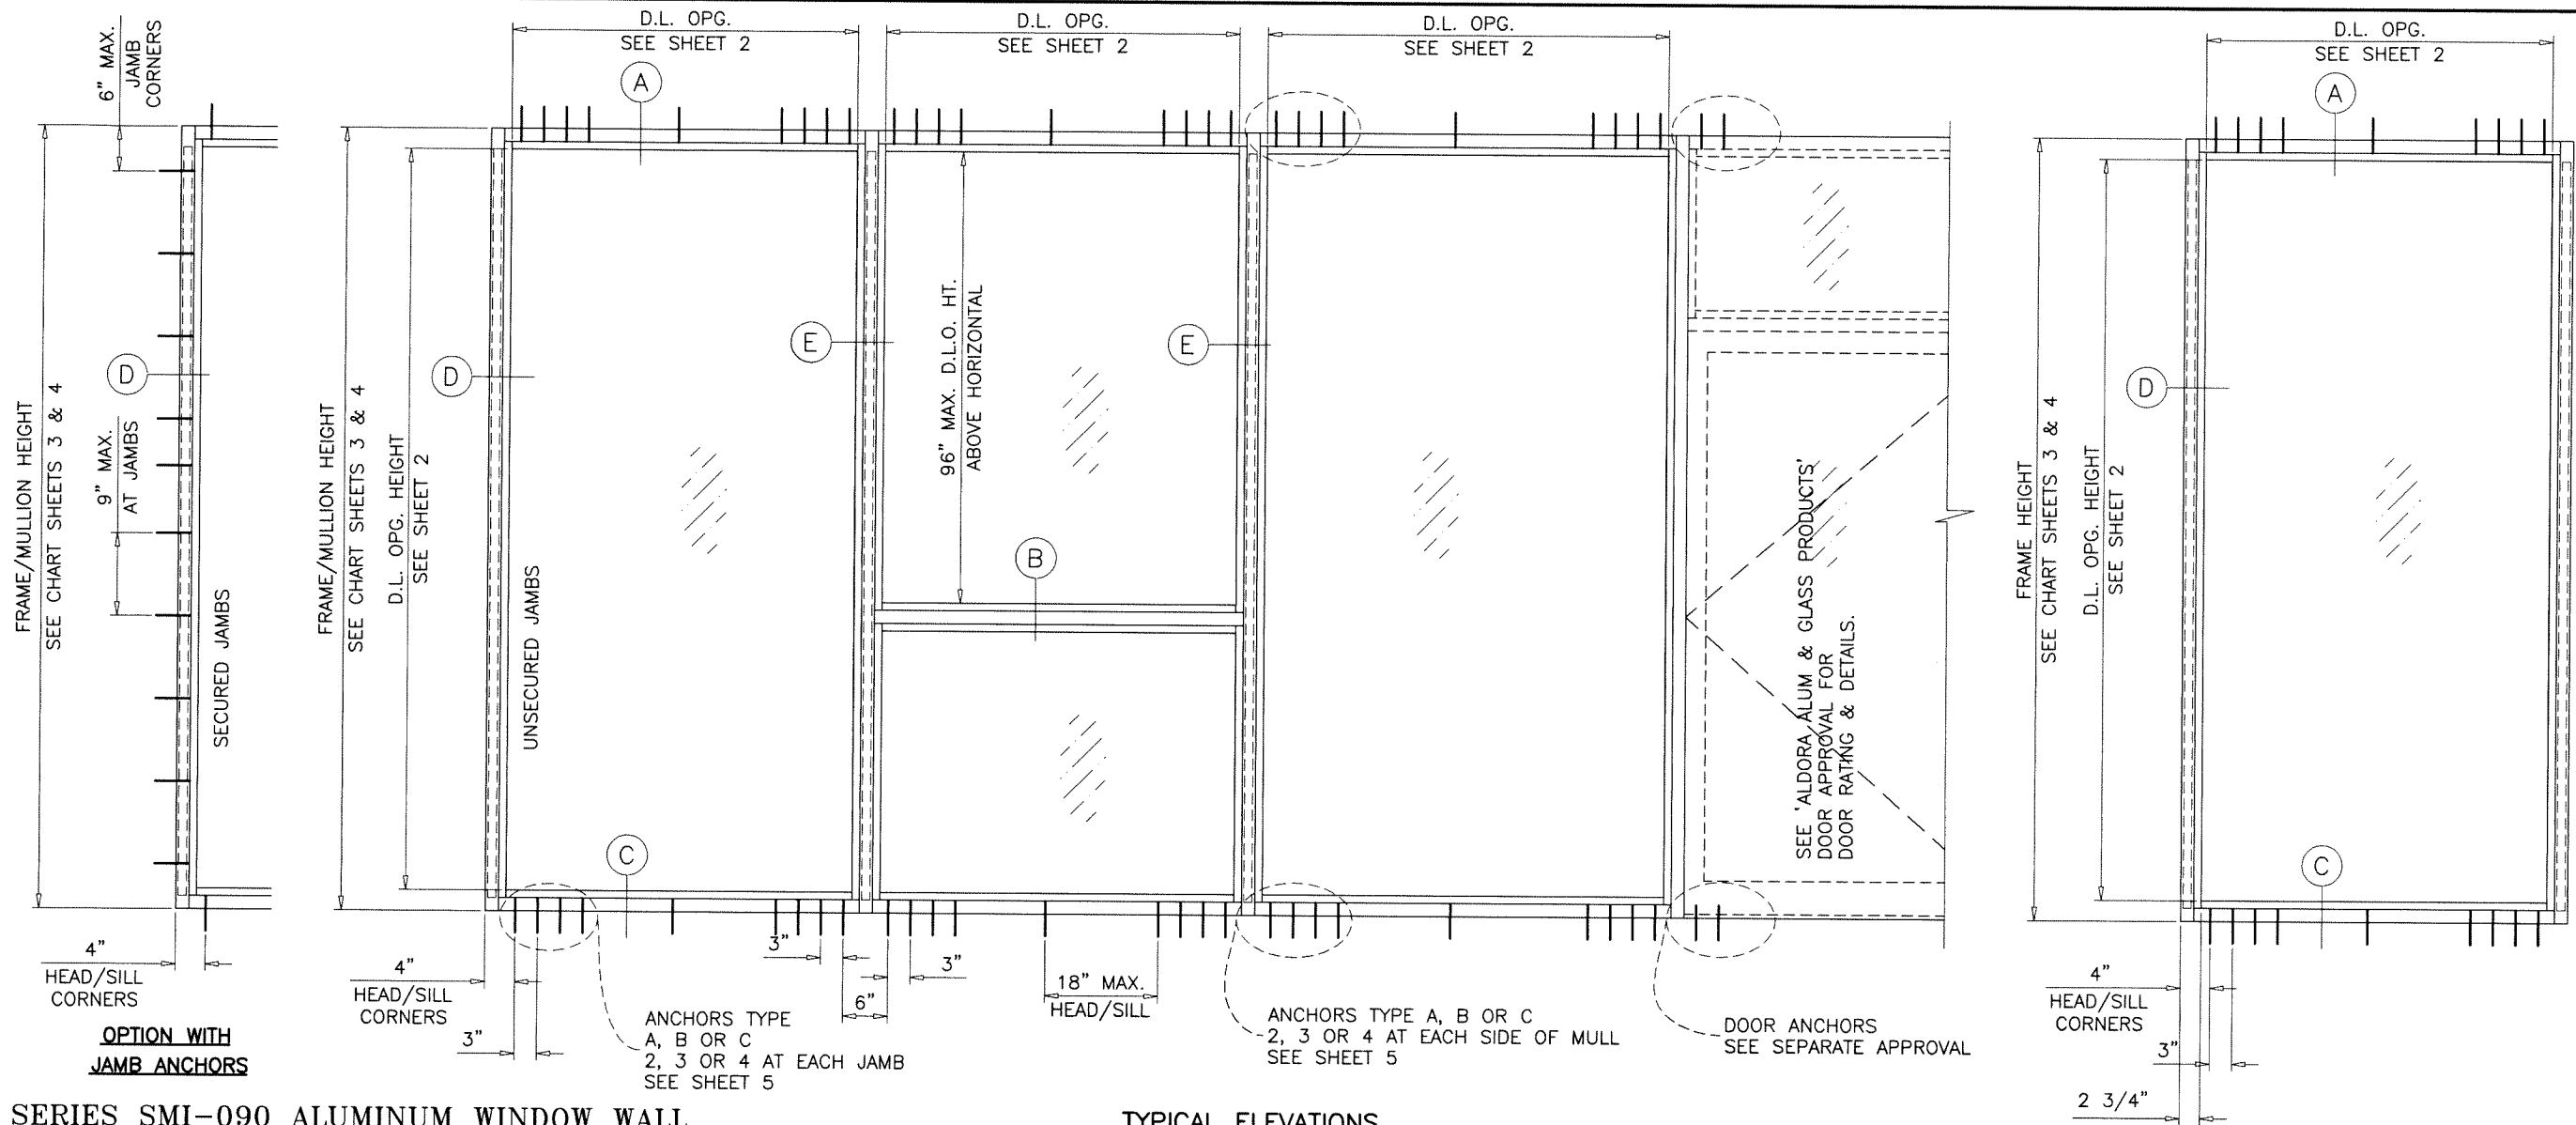 6" MAX.
JAMB
CORNERS
D.L. OPG.
SEE SHEET 2
D.L. OPG.
SEE SHEET 2
D.L. OPG.
SEE SHEET 2
D.L. OPG.
SEE SHEET 2
A
A
FRAME/MULLION HEIGHT
SEE CHART SHEETS 3 & 4
9" MAX.
AT JAMBS
D
SECURED JAMBS
FRAME/MULLION HEIGHT
SEE CHART SHEETS 3 & 4
D.L. OPG. HEIGHT
SEE SHEET 2
D
UNSECURED JAMBS
E
96" MAX. D.L.O. HT.
ABOVE HORIZONTAL
E
B
SEE 'ALDORA ALUM & GLASS PRODUCTS'
DOOR APPROVAL FOR
DOOR RATING & DETAILS.
FRAME HEIGHT
SEE CHART SHEETS 3 & 4
D.L. OPG. HEIGHT
SEE SHEET 2
D
C
C
4"
HEAD/SILL
CORNERS
OPTION WITH
JAMB ANCHORS
4"
HEAD/SILL
CORNERS
3"
ANCHORS TYPE
A, B OR C
2, 3 OR 4 AT EACH JAMB
SEE SHEET 5
3"
6"
3"
18" MAX.
HEAD/SILL
ANCHORS TYPE A, B OR C
2, 3 OR 4 AT EACH SIDE OF MULL
SEE SHEET 5
DOOR ANCHORS
SEE SEPARATE APPROVAL
4"
HEAD/SILL
CORNERS
3"
2 3/4"
SERIES SMI-090 ALUMINUM WINDOW WALL
TYPICAL ELEVATIONS